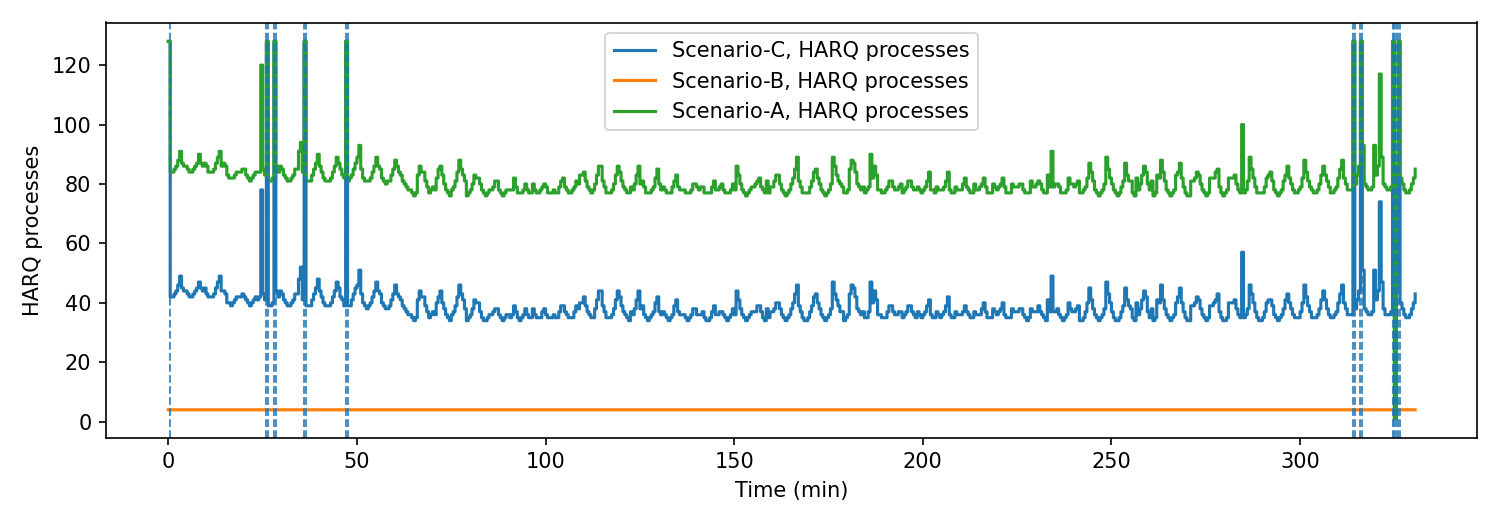 HARQ processes
120
100
80
60
40
20
0
Scenario-C, HARQ processes
Scenario-B, HARQ processes
Scenario-A, HARQ processes
0 50 100 150 200 250 300
Time (min)